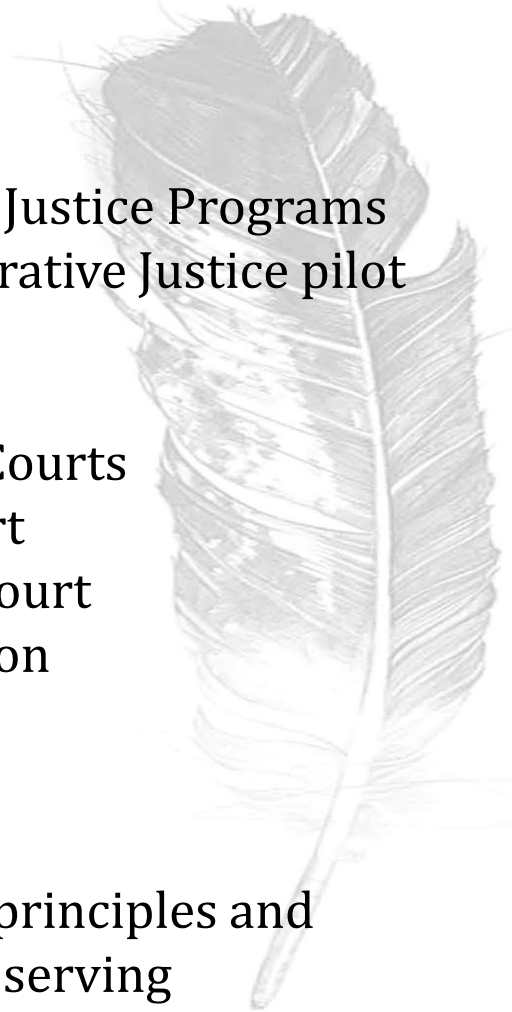 Justice Programs
rative Justice pilot
Courts
rt
ourt
on
principles and
serving